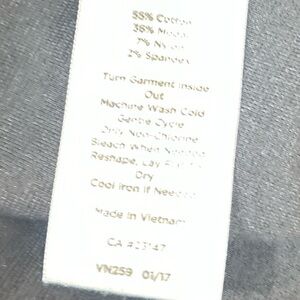 55% Cotton
36% Modal
7% Nylon
2% Spandex
Turn Garment Inside
Out
Machine Wash Cold
Gentle Cycle
Only Non-Chlorine
Bleach When Needed
Reshape, Lay Flat to
Dry
Cool Iron If Needed
Made In Vietnam
CA #23147
VN259 01/17